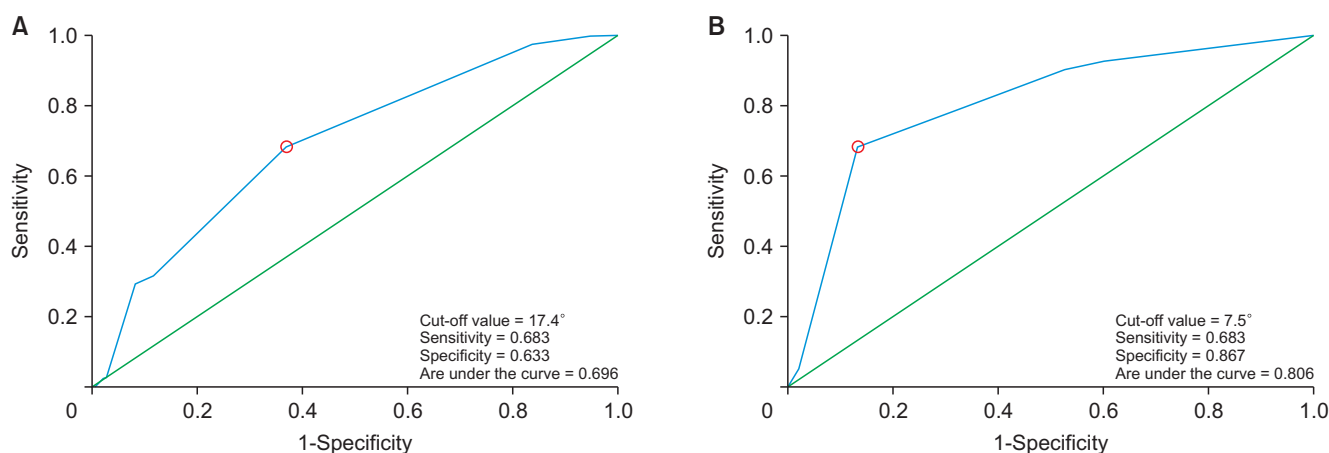 A
Sensitivity
1.0
0.8
0.6
0.4
0.2
0
0.2 0.4 0.6 0.8 1.0
1-Specificity
Cut-off value = 17.4°
Sensitivity = 0.683
Specificity = 0.633
Are under the curve = 0.696
B
Sensitivity
1.0
0.8
0.6
0.4
0.2
0
0.2 0.4 0.6 0.8 1.0
1-Specificity
Cut-off value = 7.5°
Sensitivity = 0.683
Specificity = 0.867
Are under the curve = 0.806